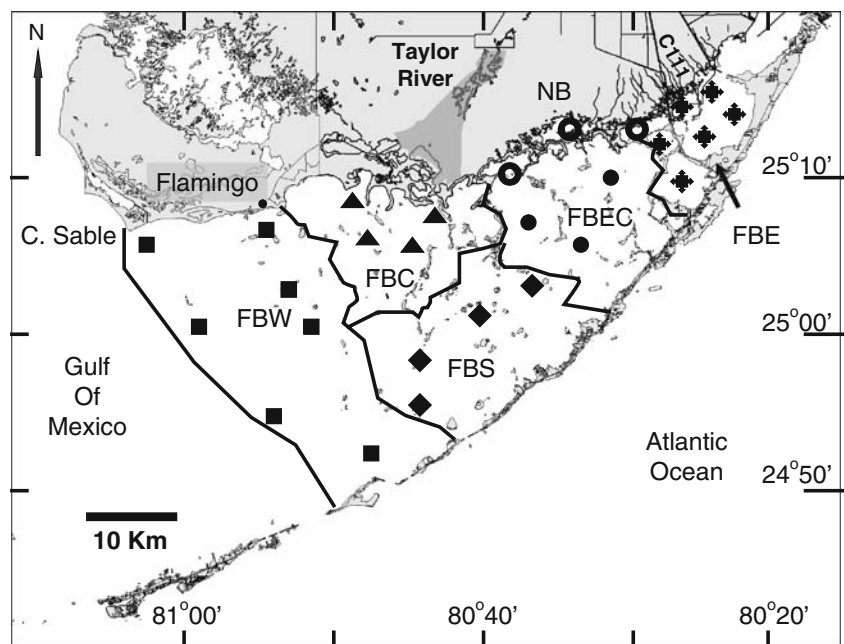 N
Taylor
River
C111
NB
Flamingo
25°10'
C. Sable
FBEC
FBE
FBC
FBW
25°00'
FBS
Gulf
Of
Mexico
Atlantic
Ocean
24°50'
10 Km
81°00'
80°40'
80°20'